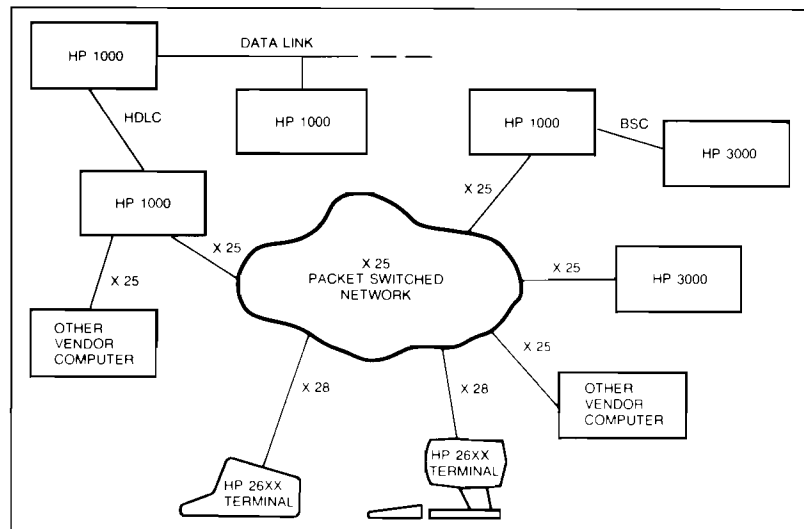 HP 1000
DATA LINK
HP 1000
HDLC
HP 1000
BSC
HP 3000
HP 1000
X 25
X 25
X 25
PACKET SWITCHED
NETWORK
X 25
HP 3000
X 25
OTHER
VENDOR
COMPUTER
X 25
OTHER
VENDOR
COMPUTER
X 28
X 28
HP 26XX
TERMINAL
HP 26XX
TERMINAL